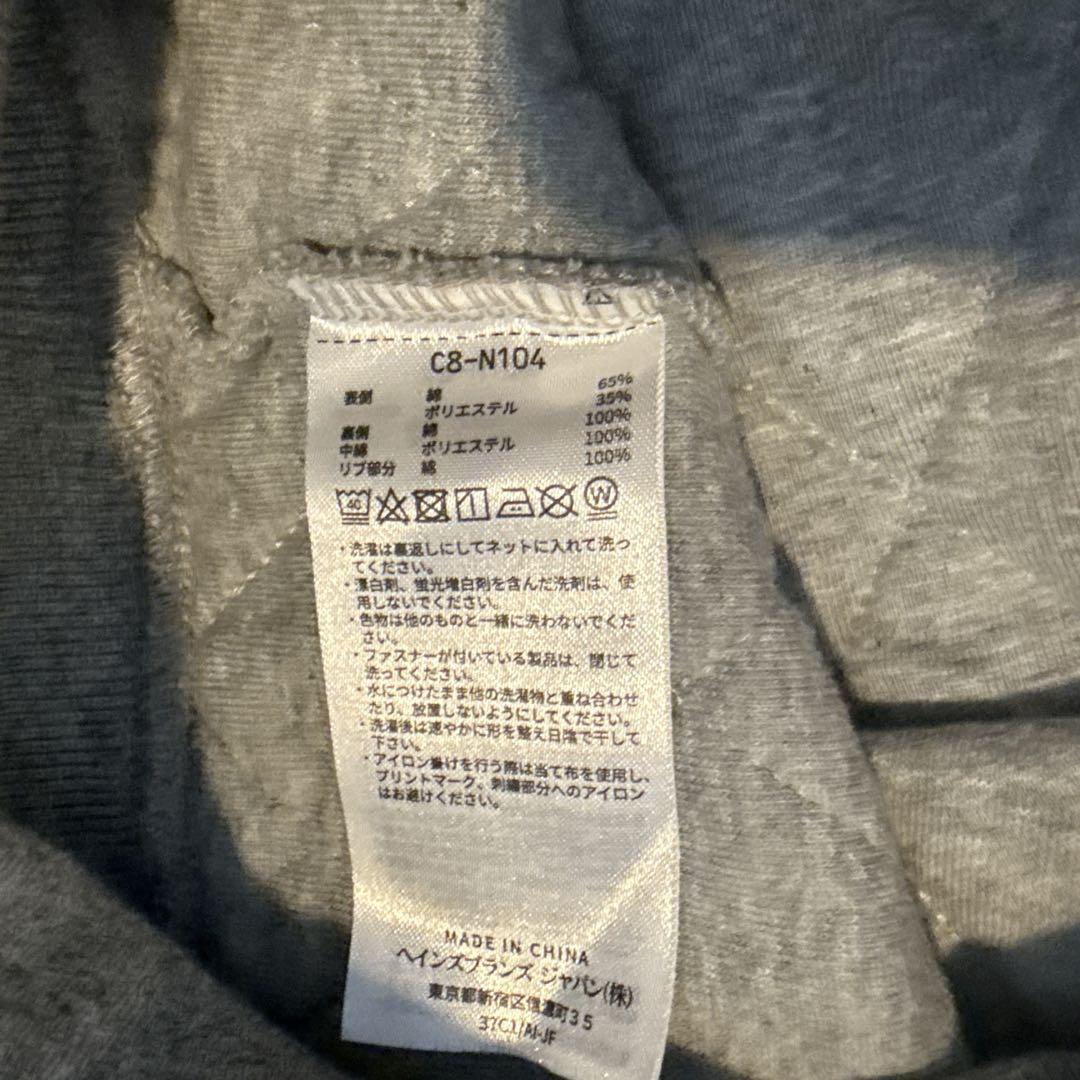 C8-N104
表側 綿 65%
ポリエステル 35%
裏側 綿 100%
中綿 ポリエステル 100%
リブ部分 綿 100%
40 W
・洗濯は裏返しにしてネットに入れて洗っ
てください。
・漂白剤、蛍光増白剤を含んだ洗剤は、使
用しないでください。
・色物は他のものと一緒に洗わないでくだ
さい。
・ファスナーが付いている製品は、閉じて
洗ってください。
・水につけたまま他の洗濯物と重ね合わせ
たり、放置しないようにしてください。
・洗濯後は速やかに形を整え日陰で干して
下さい。
・アイロン掛けを行う際は当て布を使用し、
プリントマーク、刺繍部分へのアイロン
はお避けください。
MADE IN CHINA
ヘインズブランズ ジャパン(株)
東京都新宿区信濃町35
37C1/AI-JF